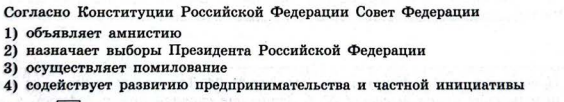 Согласно Конституции Российской Федерации Совет Федерации
1) объявляет амнистию
2) назначает выборы Президента Российской Федерации
3) осуществляет помилование
4) содействует развитию предпринимательства и частной инициативы